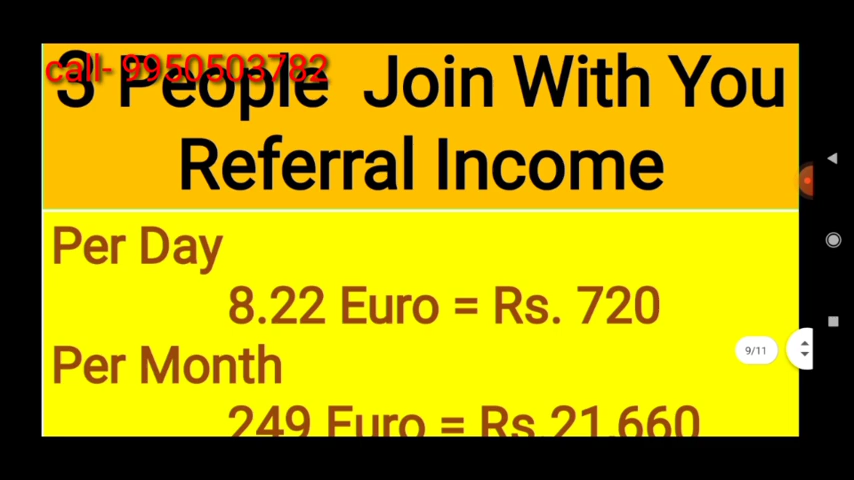 call- 9950503782
3 People Join With You
Referral Income
Per Day
8.22 Euro = Rs. 720
Per Month
249 Euro = Rs 21,660
9/11